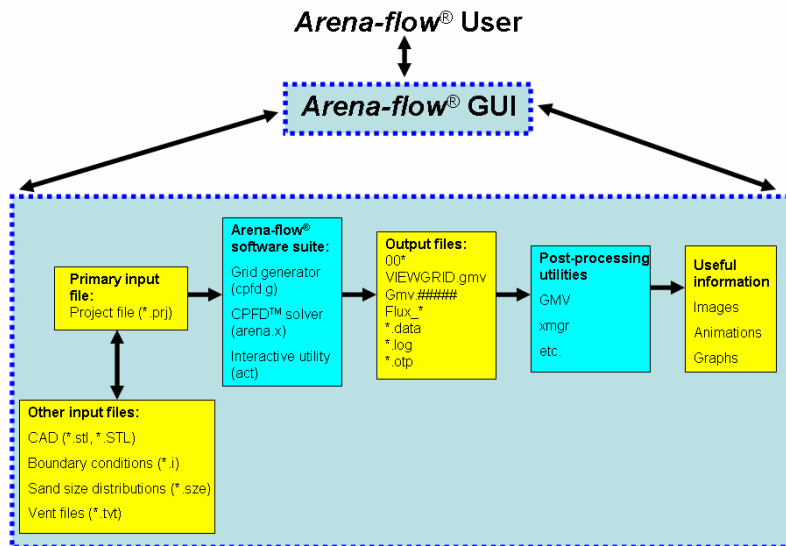 Arena-flow® User
Arena-flow® GUI
Primary input
file:
Project file (*.prj)
Other input files:
CAD (*.stl, *.STL)
Boundary conditions (*.i)
Sand size distributions (*.sze)
Vent files (*.tvt)
Arena-flow®
software suite:
Grid generator
(cpfd.g)
CPFD™ solver
(arena.x)
Interactive utility
(act)
Output files:
00*
VIEWGRID.gmv
Gmv.#####
Flux_*
*.data
*.log
*.otp
Post-processing
utilities
GMV
xmgr
etc.
Useful
information
Images
Animations
Graphs